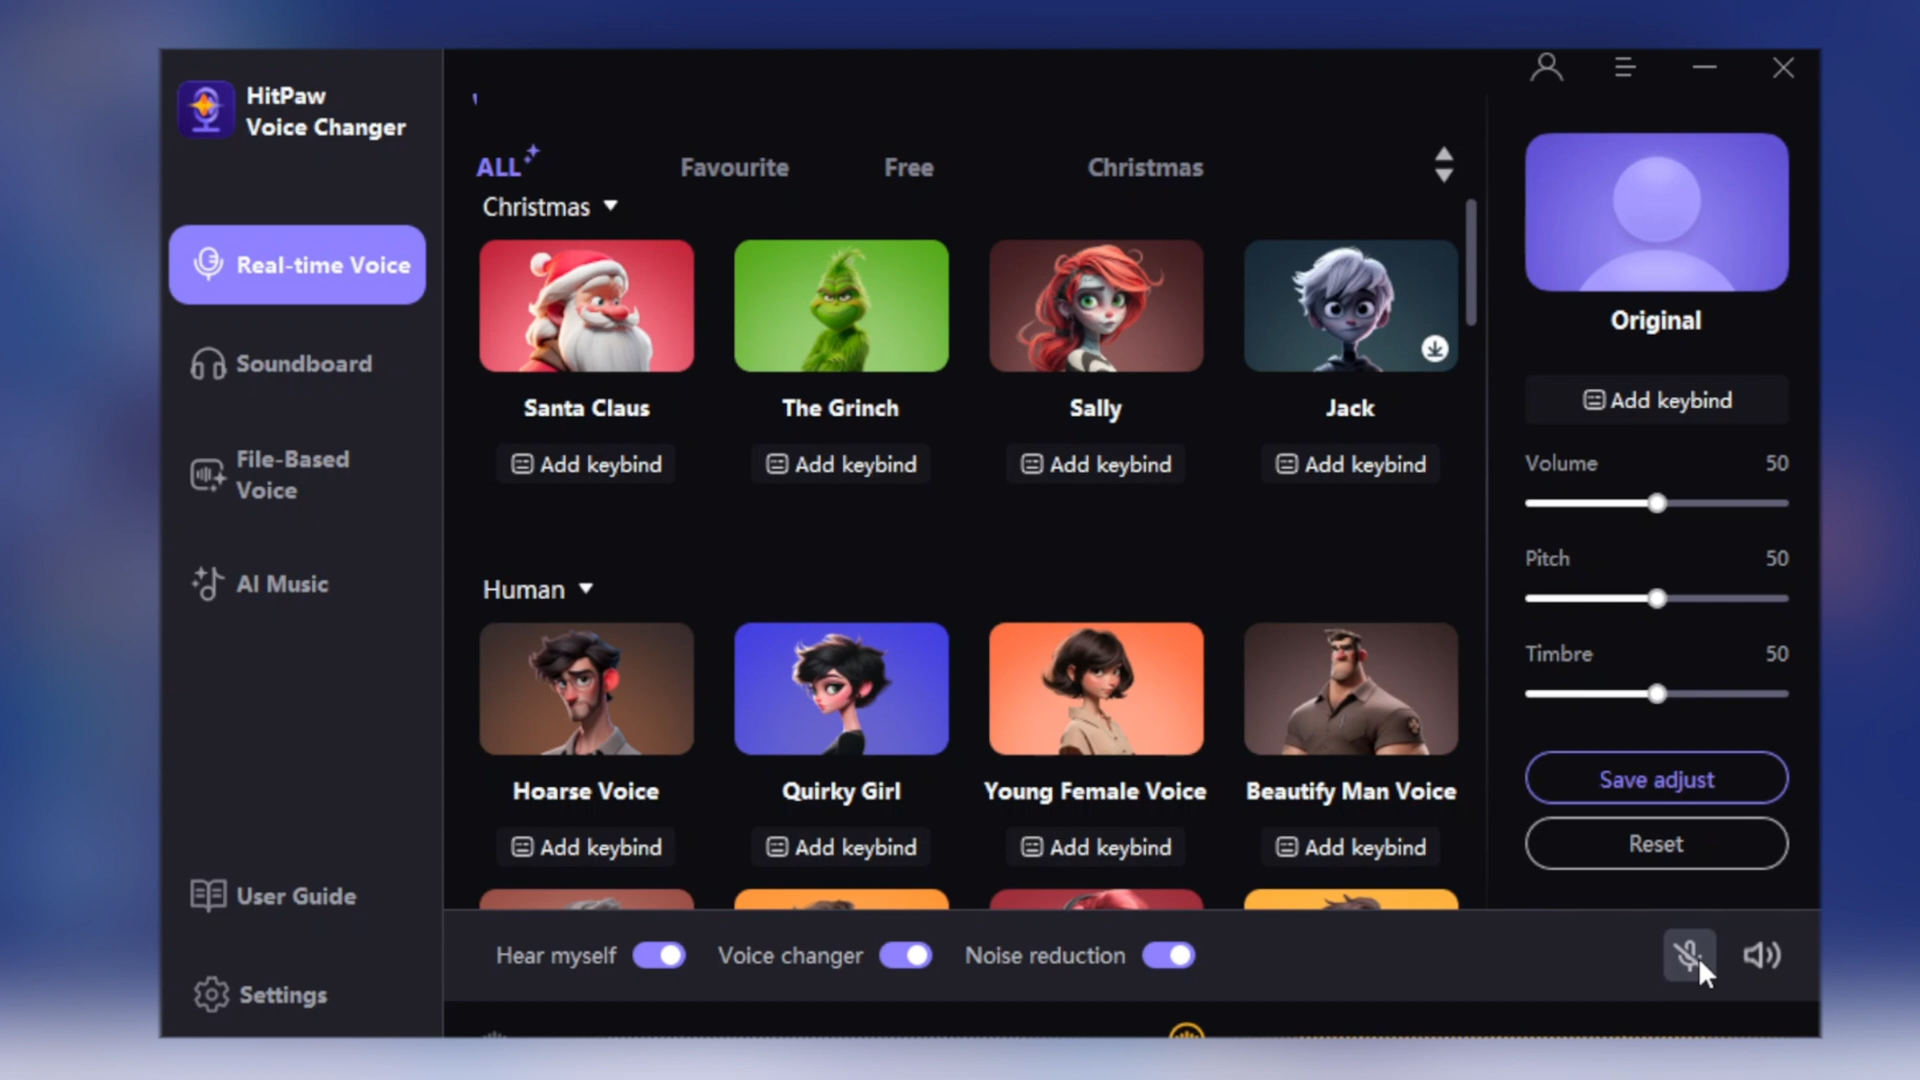 HitPaw
Voice Changer
Real-time Voice
Soundboard
File-Based
Voice
AI Music
User Guide
Settings
ALL Favourite Free Christmas
Christmas
Santa Claus The Grinch Sally Jack
Add keybind Add keybind Add keybind Add keybind
Human
Hoarse Voice Quirky Girl Young Female Voice Beautify Man Voice
Add keybind Add keybind Add keybind Add keybind
Hear myself Voice changer Noise reduction
Original
Add keybind
Volume 50
Pitch 50
Timbre 50
Save adjust
Reset